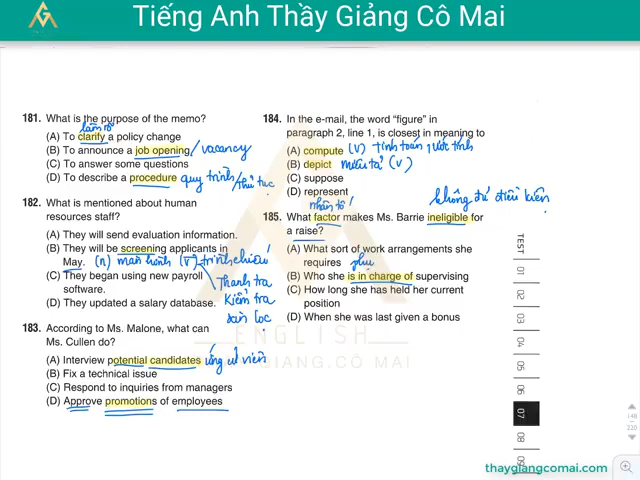 Tiếng Anh Thầy Giảng Cô Mai
181. What is the purpose of the memo?
làm rõ
(A) To clarify a policy change
(B) To announce a job opening / vacancy
(C) To answer some questions
(D) To describe a procedure quy trình / thủ tục
182. What is mentioned about human
resources staff?
(A) They will send evaluation information.
(B) They will be screening applicants in
May. (n) màn hình (v) trình chiếu
thanh tra
(C) They began using new payroll
software.
kiểm tra
(D) They updated a salary database.
sàn lọc
183. According to Ms. Malone, what can
Ms. Cullen do?
(A) Interview potential candidates ứng cử viên
(B) Fix a technical issue
(C) Respond to inquiries from managers
(D) Approve promotions of employees
184. In the e-mail, the word “figure” in
paragraph 2, line 1, is closest in meaning to
(A) compute (v) tính toán, ước tính
(B) depict miêu tả (v)
(C) suppose
(D) represent
không đủ điều kiện
nhân tố
185. What factor makes Ms. Barrie ineligible for
a raise?
(A) What sort of work arrangements she
requires
(B) Who she is in charge of supervising
(C) How long she has held her current
position
(D) When she was last given a bonus
ENGLISH
THAYGIANGCOMAI.COM
TEST
01
02
03
04
05
06
07
08
09
148
220
thaygiangcomai.com